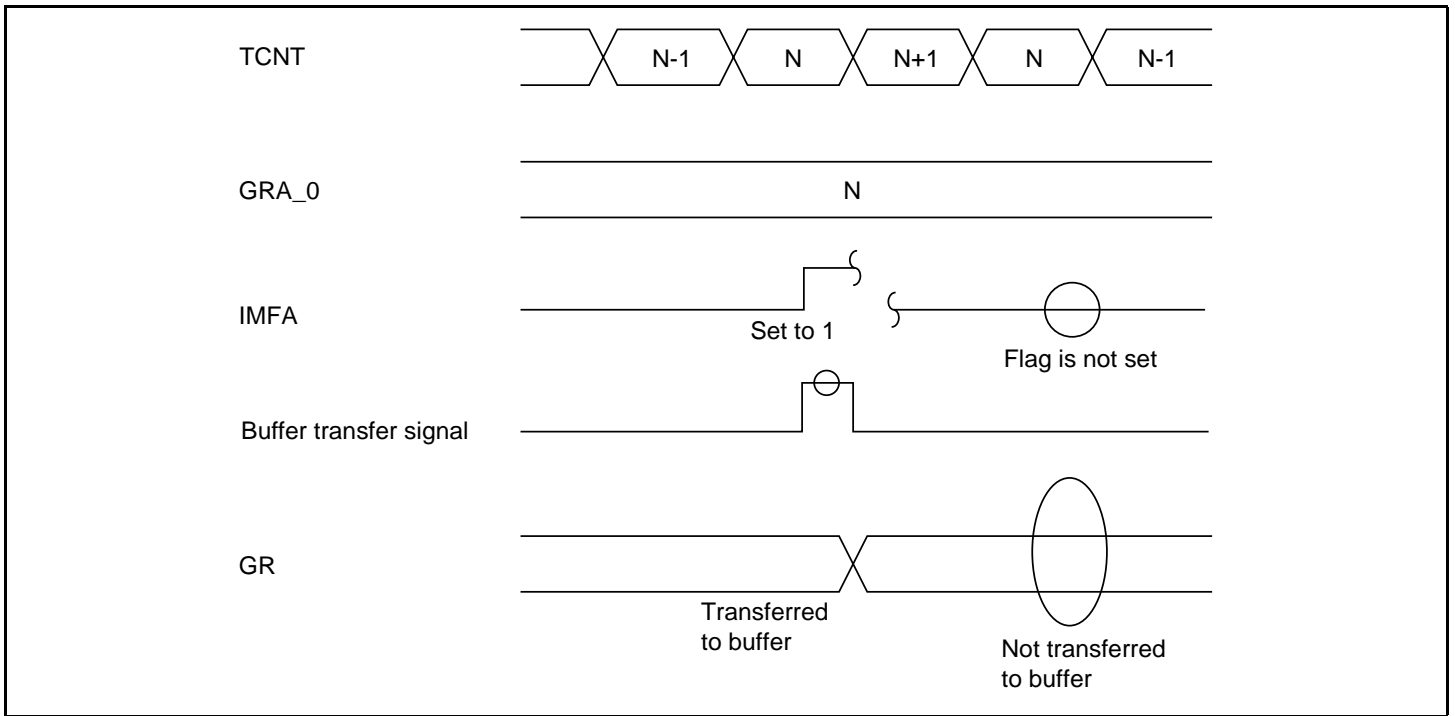 TCNT
N-1
N
N+1
N
N-1
GRA_0
N
IMFA
Set to 1
Flag is not set
Buffer transfer signal
GR
Transferred
to buffer
Not transferred
to buffer